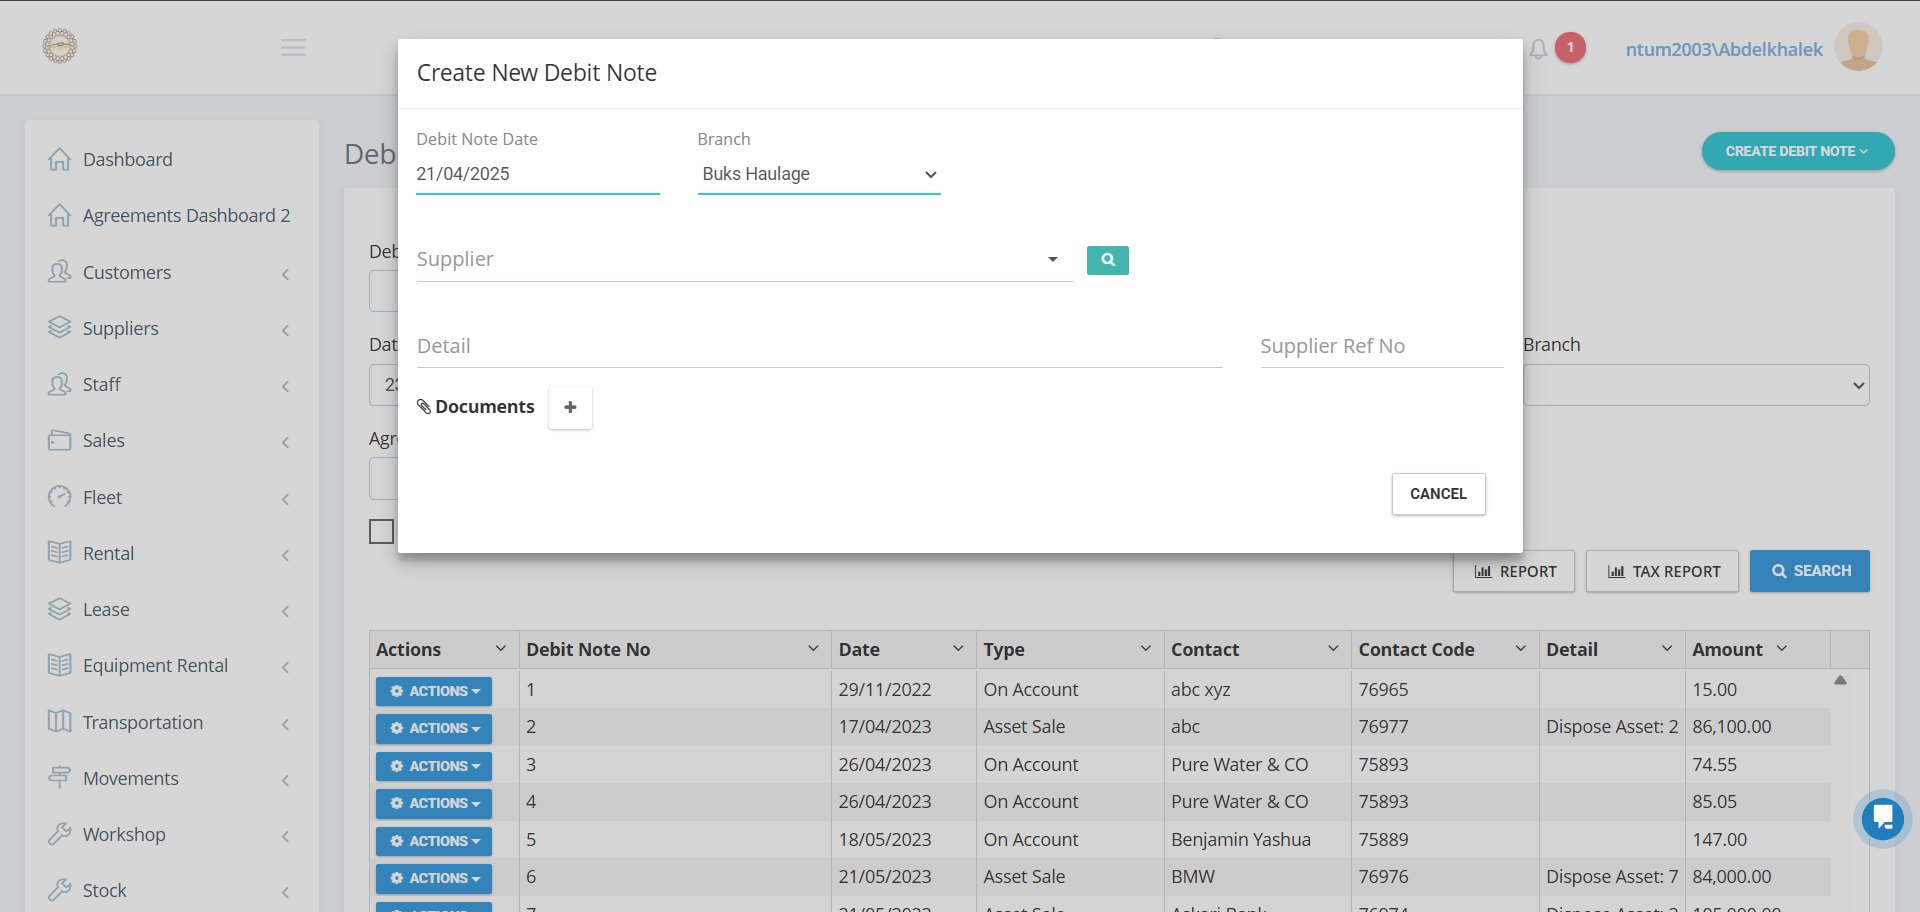 1
ntum2003\Abdelkhalek
Create New Debit Note
Debit Note Date
Branch
21/04/2025
Buks Haulage
Supplier
Detail
Supplier Ref No
Documents
+
CANCEL
Dashboard
Agreements Dashboard 2
Customers
Suppliers
Staff
Sales
Fleet
Rental
Lease
Equipment Rental
Transportation
Movements
Workshop
Stock
Deb
CREATE DEBIT NOTE
Deb
Dat
Branch
23
Agr
REPORT
TAX REPORT
SEARCH
Actions Debit Note No Date Type Contact Contact Code Detail Amount
ACTIONS 1 29/11/2022 On Account abc xyz 76965 15.00
ACTIONS 2 17/04/2023 Asset Sale abc 76977 Dispose Asset: 2 86,100.00
ACTIONS 3 26/04/2023 On Account Pure Water & CO 75893 74.55
ACTIONS 4 26/04/2023 On Account Pure Water & CO 75893 85.05
ACTIONS 5 18/05/2023 On Account Benjamin Yashua 75889 147.00
ACTIONS 6 21/05/2023 Asset Sale BMW 76976 Dispose Asset: 7 84,000.00